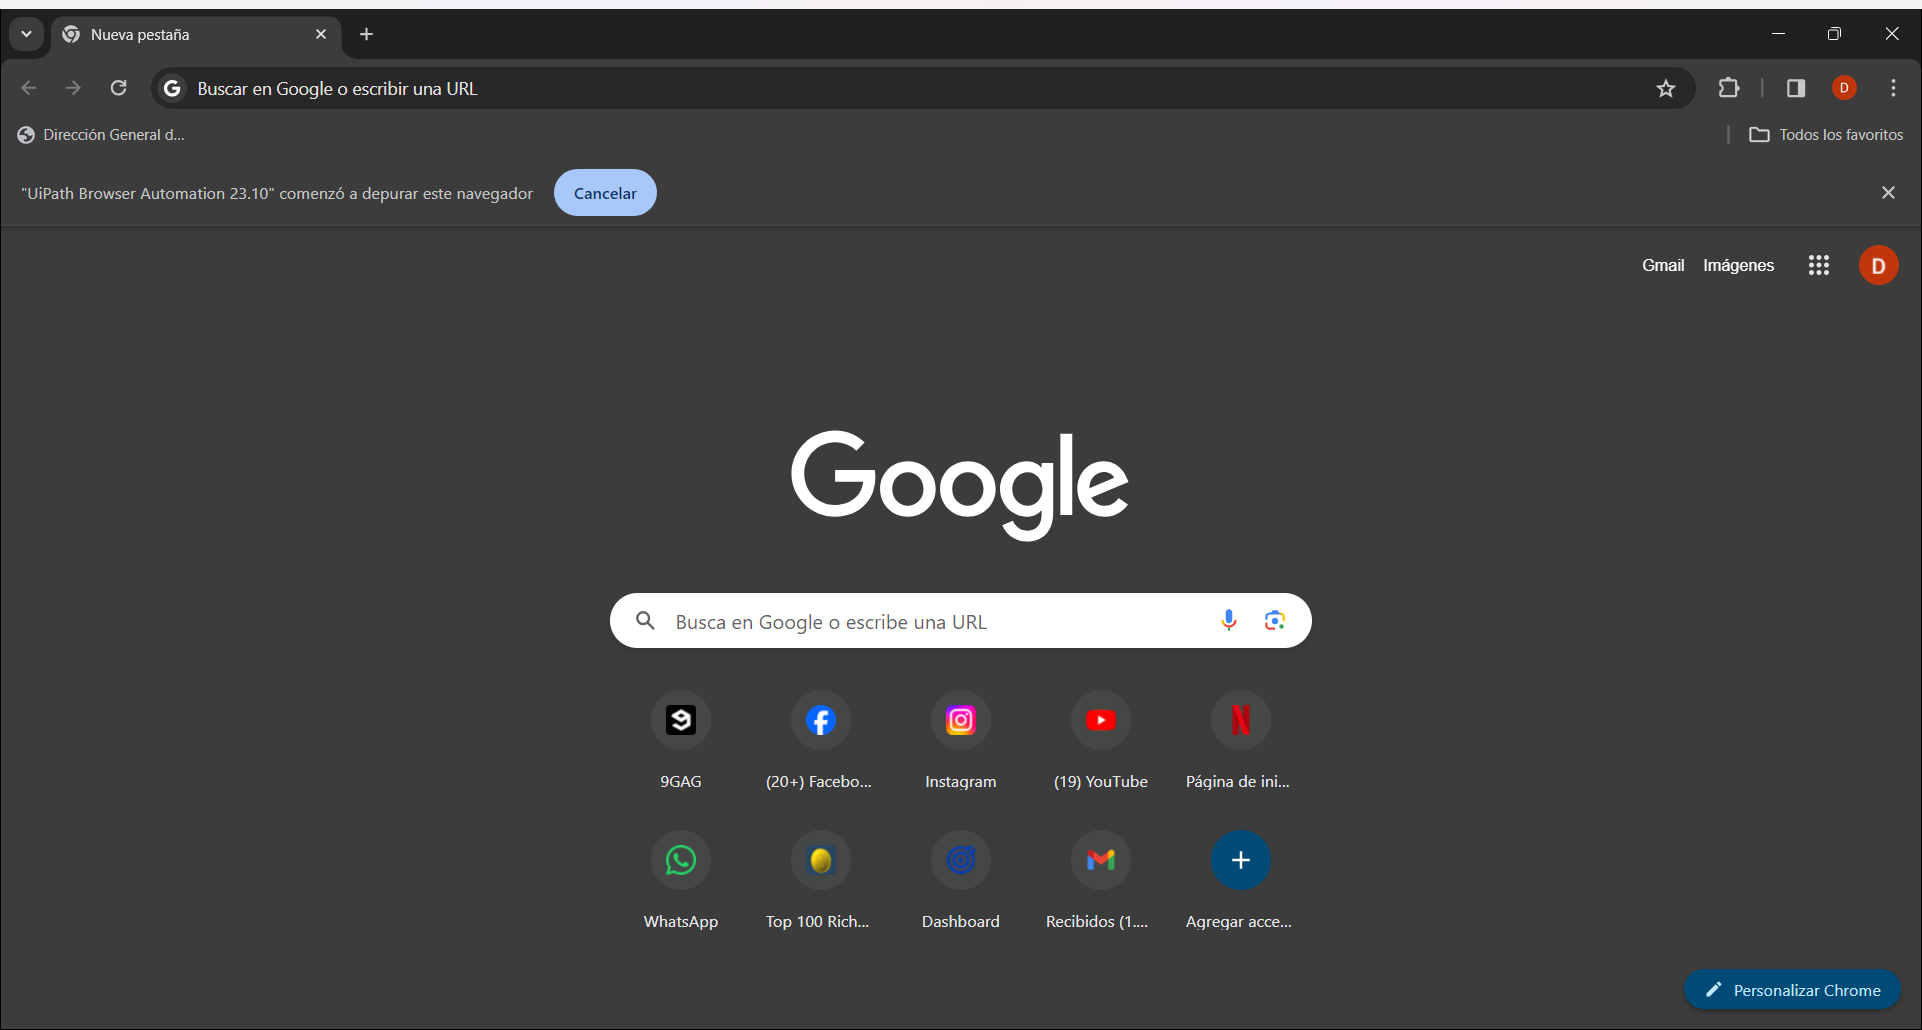 Nueva pestaña
Buscar en Google o escribir una URL
D
Dirección General d...
Todos los favoritos
"UiPath Browser Automation 23.10" comenzó a depurar este navegador
Cancelar
Gmail
Imágenes
D
Google
Busca en Google o escribe una URL
9GAG
(20+) Facebo...
Instagram
(19) YouTube
Página de ini...
WhatsApp
Top 100 Rich...
Dashboard
Recibidos (1....
Agregar acce...
Personalizar Chrome